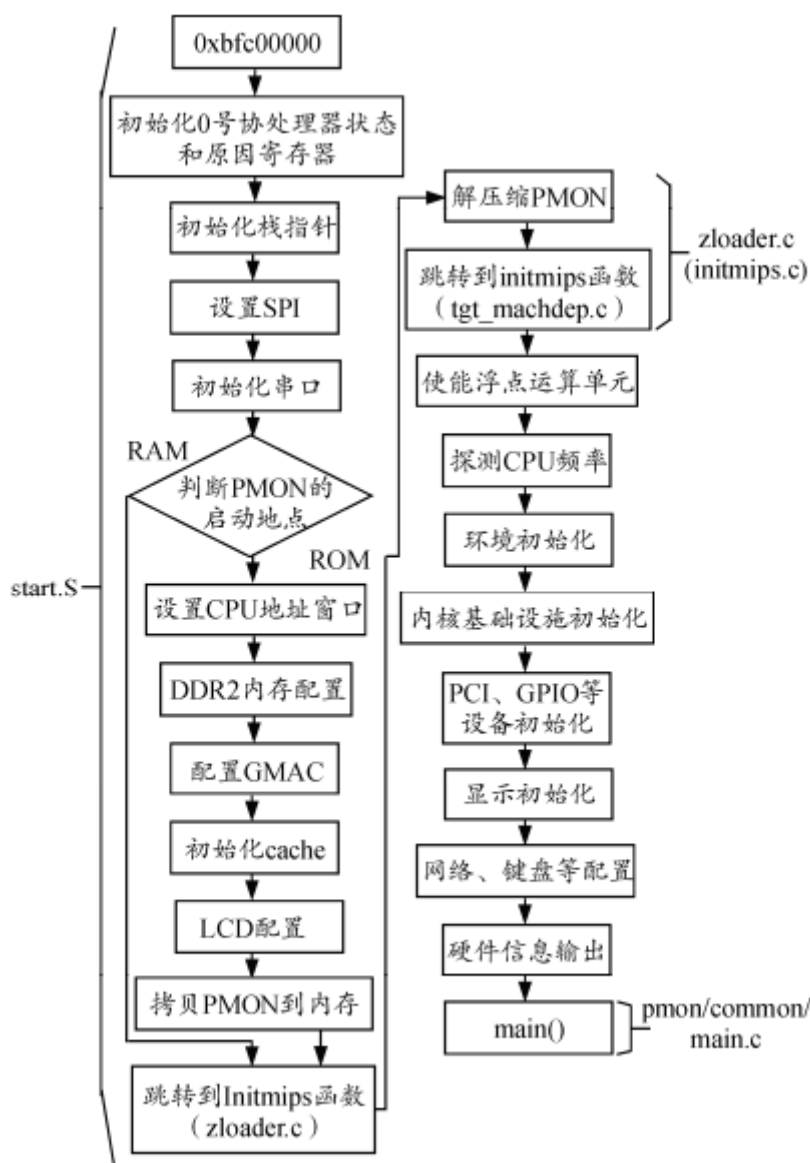 0xbfc00000
初始化0号协处理器状态
和原因寄存器
初始化栈指针
设置SPI
初始化串口
RAM
判断PMON的
启动地点
ROM
start.S
设置CPU地址窗口
DDR2内存配置
配置GMAC
初始化cache
LCD配置
拷贝PMON到内存
跳转到Initmips函数
（zloader.c）
解压缩PMON
跳转到initmips函数
（tgt_machdep.c）
zloader.c
(initmips.c)
使能浮点运算单元
探测CPU频率
环境初始化
内核基础设施初始化
PCI、GPIO等
设备初始化
显示初始化
网络、键盘等配置
硬件信息输出
main()
pmon/common/
main.c